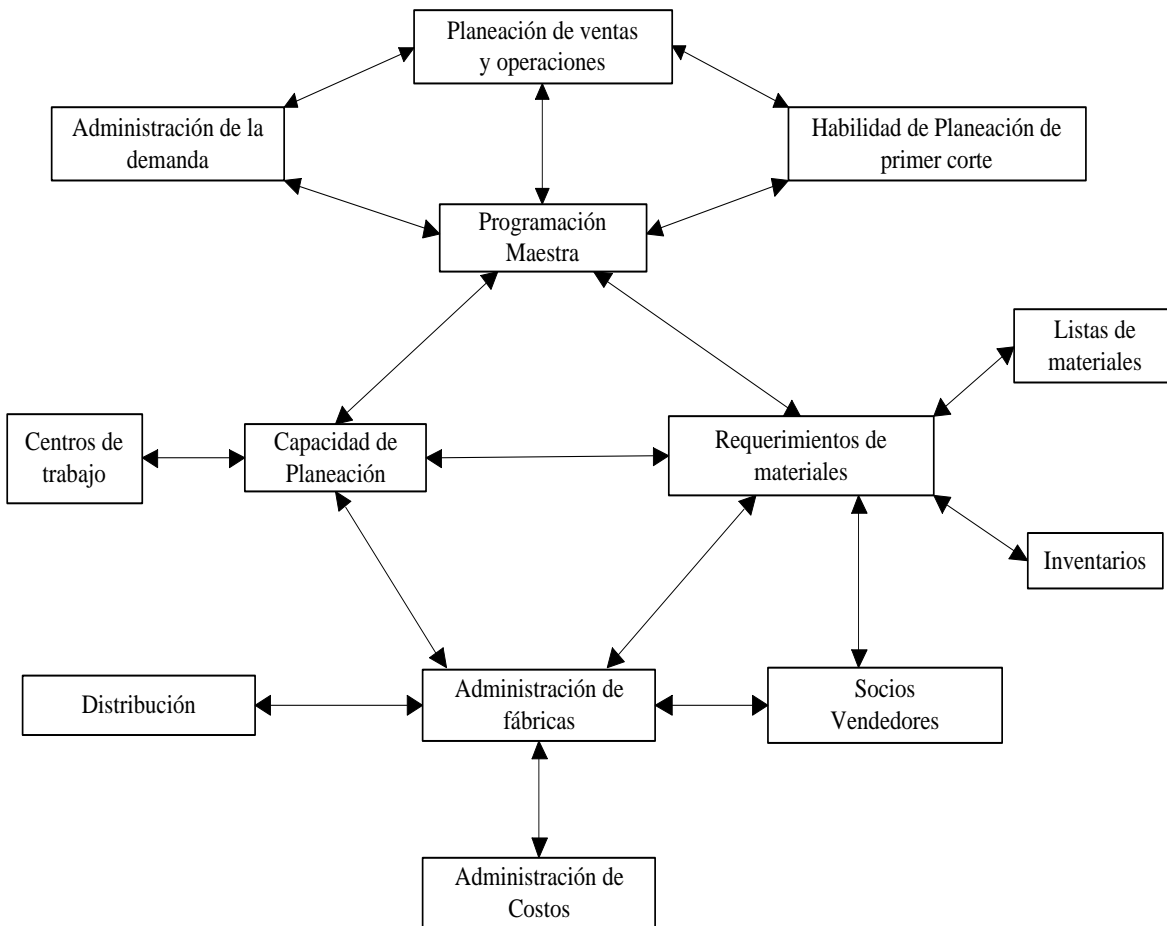 Planeación de ventas
y operaciones
Administración de la
demanda
Habilidad de Planeación de
primer corte
Programación
Maestra
Listas de
materiales
Centros de
trabajo
Capacidad de
Planeación
Requerimientos de
materiales
Inventarios
Distribución
Administración de
fábricas
Socios
Vendedores
Administración de
Costos